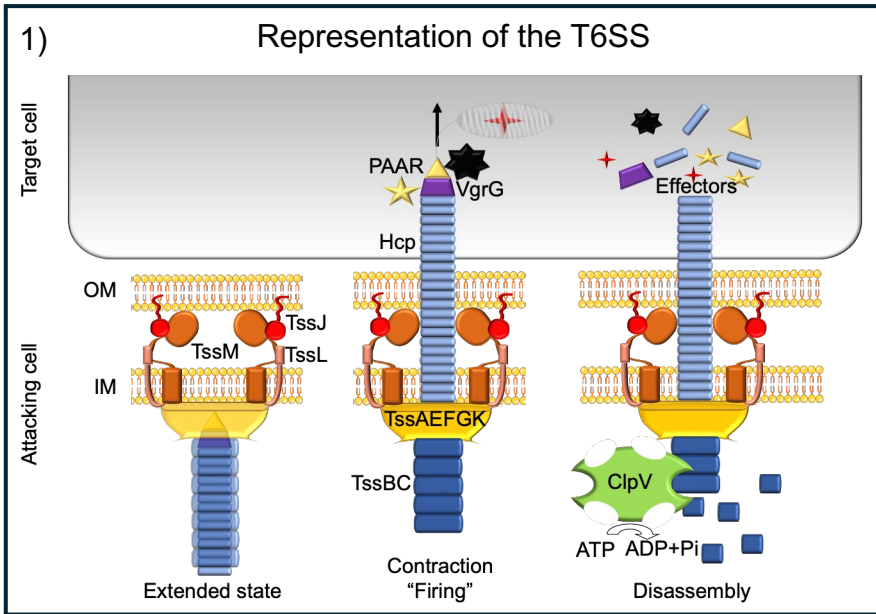 1)
Representation of the T6SS
Target cell
PAAR
VgrG
Effectors
Hcp
OM
TssJ
TssM
TssL
IM
Attacking cell
TssAEFGK
TssBC
ClpV
ATP
ADP+Pi
Extended state
Contraction
“Firing”
Disassembly